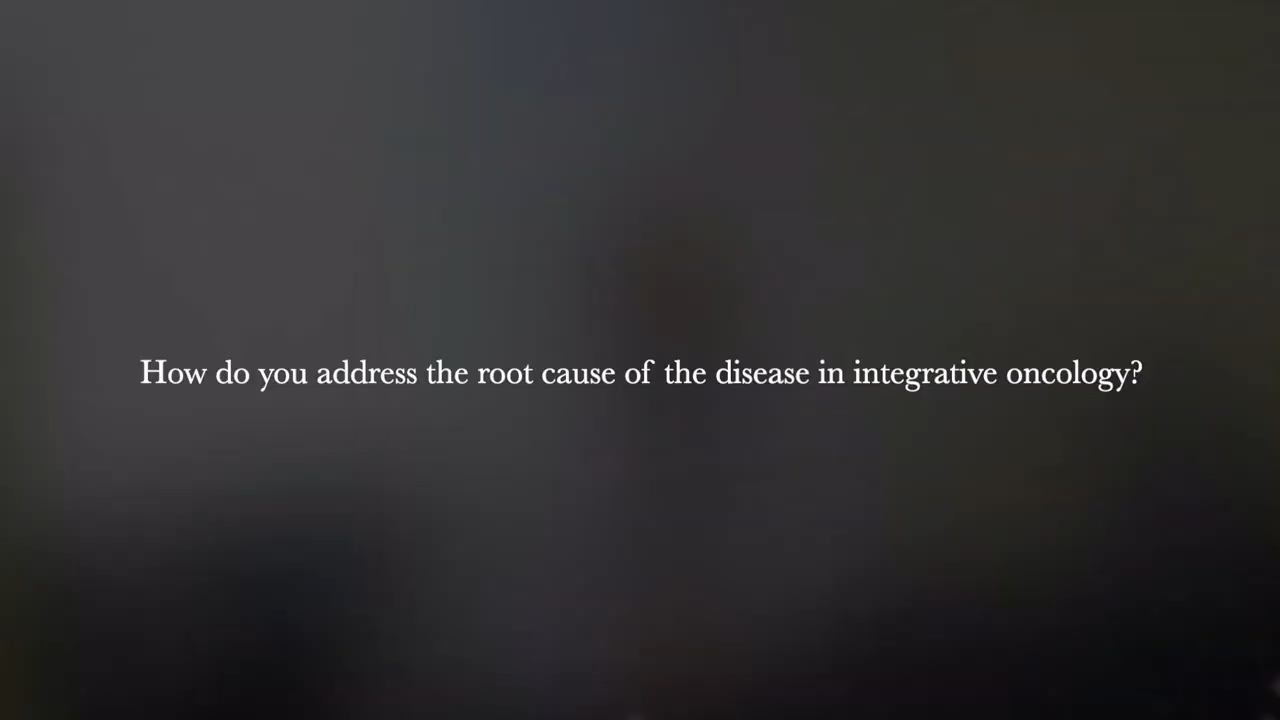 How do you address the root cause of the disease in integrative oncology?